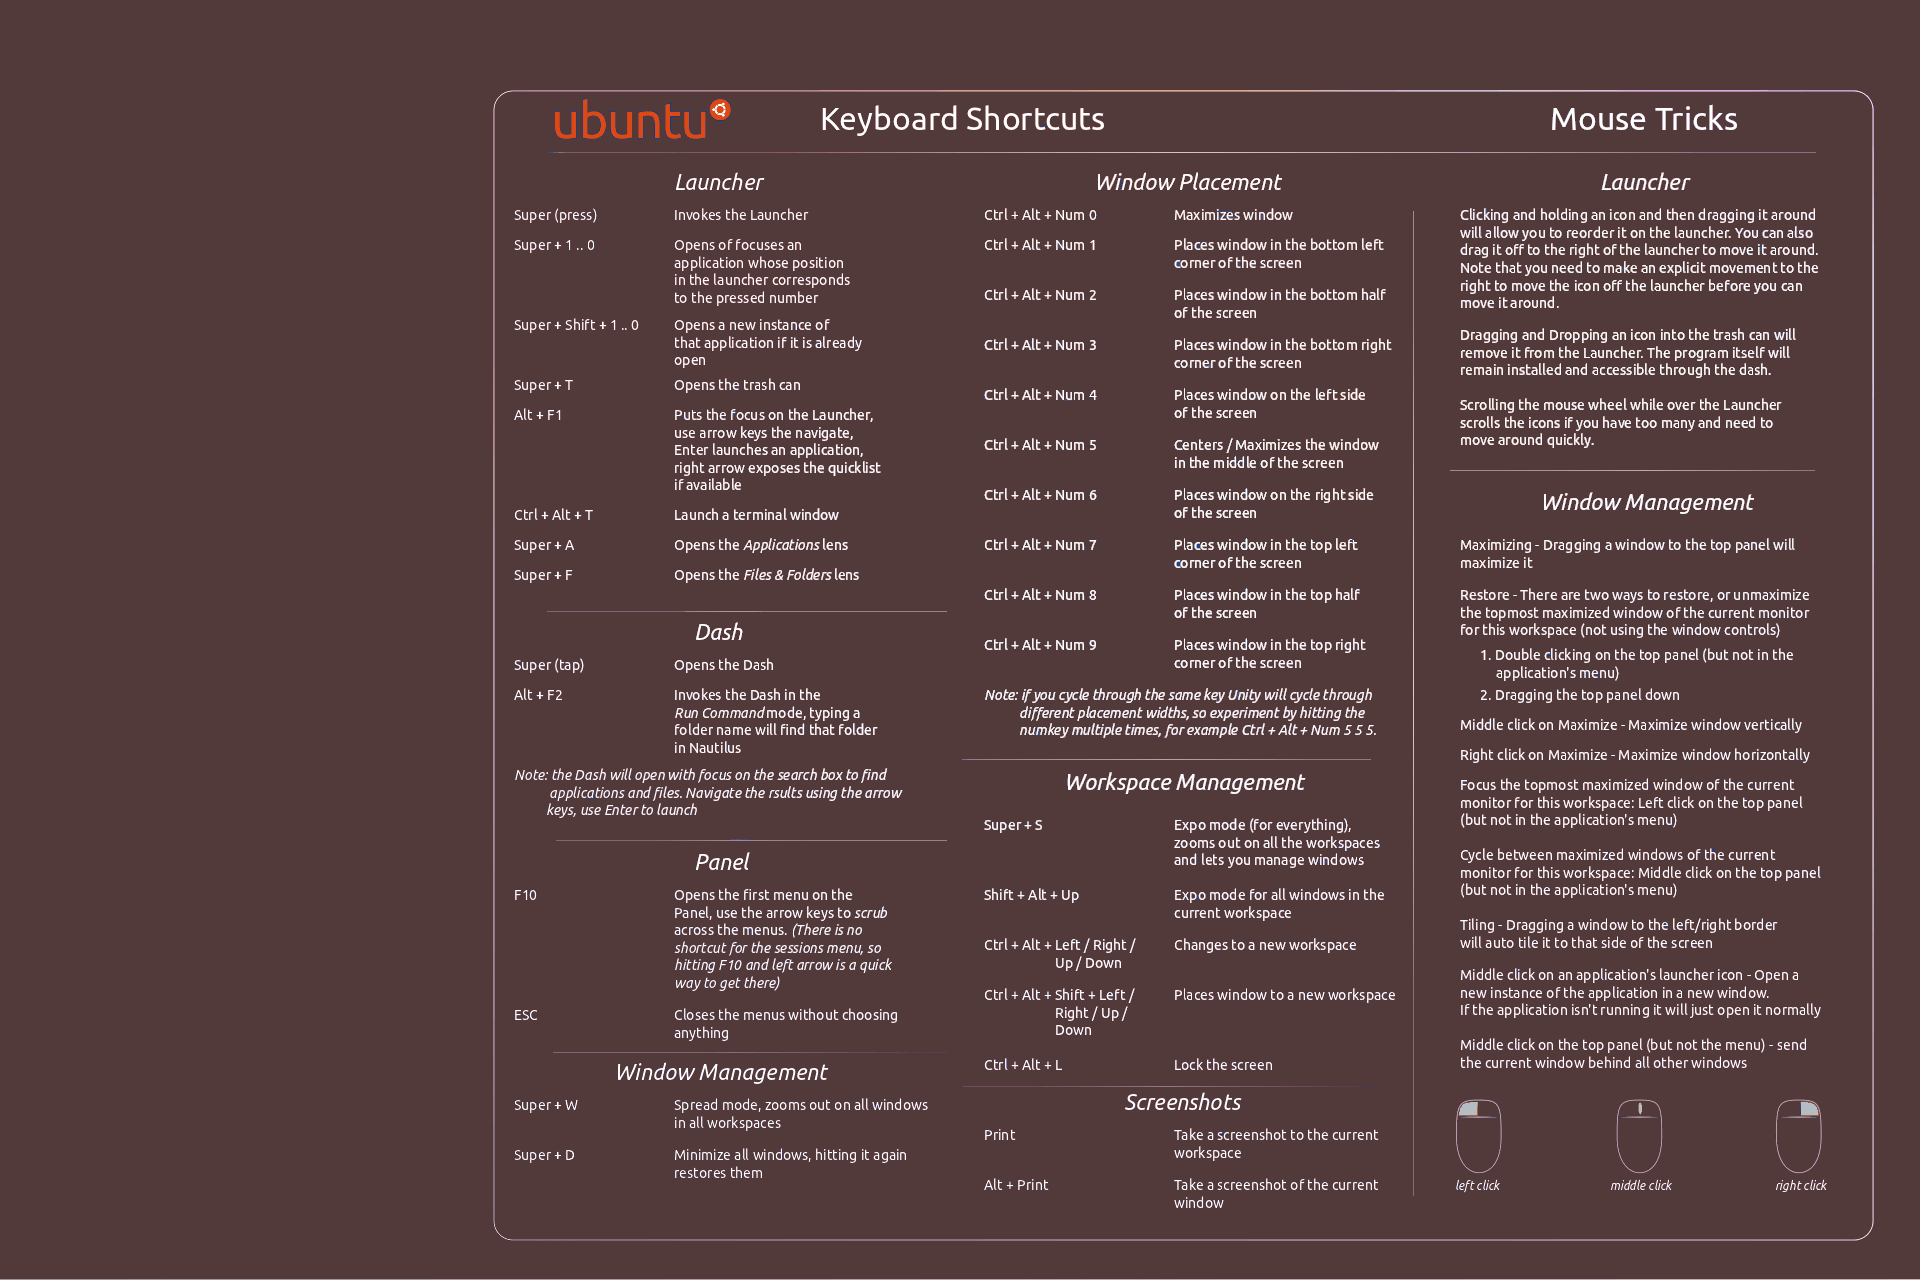 ubuntu
Keyboard Shortcuts
Mouse Tricks
Launcher
Super (press)
Invokes the Launcher
Super + 1 .. 0
Opens of focuses an
application whose position
in the launcher corresponds
to the pressed number
Super + Shift + 1 .. 0
Opens a new instance of
that application if it is already
open
Super + T
Opens the trash can
Alt + F1
Puts the focus on the Launcher,
use arrow keys the navigate,
Enter launches an application,
right arrow exposes the quicklist
if available
Ctrl + Alt + T
Launch a terminal window
Super + A
Opens the Applications lens
Super + F
Opens the Files & Folders lens
Dash
Super (tap)
Opens the Dash
Alt + F2
Invokes the Dash in the
Run Command mode, typing a
folder name will find that folder
in Nautilus
Note: the Dash will open with focus on the search box to find
applications and files. Navigate the rsults using the arrow
keys, use Enter to launch
Panel
F10
Opens the first menu on the
Panel, use the arrow keys to scrub
across the menus. (There is no
shortcut for the sessions menu, so
hitting F10 and left arrow is a quick
way to get there)
ESC
Closes the menus without choosing
anything
Window Management
Super + W
Spread mode, zooms out on all windows
in all workspaces
Super + D
Minimize all windows, hitting it again
restores them
Window Placement
Ctrl + Alt + Num 0
Maximizes window
Ctrl + Alt + Num 1
Places window in the bottom left
corner of the screen
Ctrl + Alt + Num 2
Places window in the bottom half
of the screen
Ctrl + Alt + Num 3
Places window in the bottom right
corner of the screen
Ctrl + Alt + Num 4
Places window on the left side
of the screen
Ctrl + Alt + Num 5
Centers / Maximizes the window
in the middle of the screen
Ctrl + Alt + Num 6
Places window on the right side
of the screen
Ctrl + Alt + Num 7
Places window in the top left
corner of the screen
Ctrl + Alt + Num 8
Places window in the top half
of the screen
Ctrl + Alt + Num 9
Places window in the top right
corner of the screen
Note: if you cycle through the same key Unity will cycle through
different placement widths, so experiment by hitting the
numkey multiple times, for example Ctrl + Alt + Num 5 5 5.
Workspace Management
Super + S
Expo mode (for everything),
zooms out on all the workspaces
and lets you manage windows
Shift + Alt + Up
Expo mode for all windows in the
current workspace
Ctrl + Alt + Left / Right /
Up / Down
Changes to a new workspace
Ctrl + Alt + Shift + Left /
Right / Up /
Down
Places window to a new workspace
Ctrl + Alt + L
Lock the screen
Screenshots
Print
Take a screenshot to the current
workspace
Alt + Print
Take a screenshot of the current
window
Launcher
Clicking and holding an icon and then dragging it around
will allow you to reorder it on the launcher. You can also
drag it off to the right of the launcher to move it around.
Note that you need to make an explicit movement to the
right to move the icon off the launcher before you can
move it around.
Dragging and Dropping an icon into the trash can will
remove it from the Launcher. The program itself will
remain installed and accessible through the dash.
Scrolling the mouse wheel while over the Launcher
scrolls the icons if you have too many and need to
move around quickly.
Window Management
Maximizing - Dragging a window to the top panel will
maximize it
Restore - There are two ways to restore, or unmaximize
the topmost maximized window of the current monitor
for this workspace (not using the window controls)
1. Double clicking on the top panel (but not in the
application's menu)
2. Dragging the top panel down
Middle click on Maximize - Maximize window vertically
Right click on Maximize - Maximize window horizontally
Focus the topmost maximized window of the current
monitor for this workspace: Left click on the top panel
(but not in the application's menu)
Cycle between maximized windows of the current
monitor for this workspace: Middle click on the top panel
(but not in the application's menu)
Tiling - Dragging a window to the left/right border
will auto tile it to that side of the screen
Middle click on an application's launcher icon - Open a
new instance of the application in a new window.
If the application isn't running it will just open it normally
Middle click on the top panel (but not the menu) - send
the current window behind all other windows
left click
middle click
right click